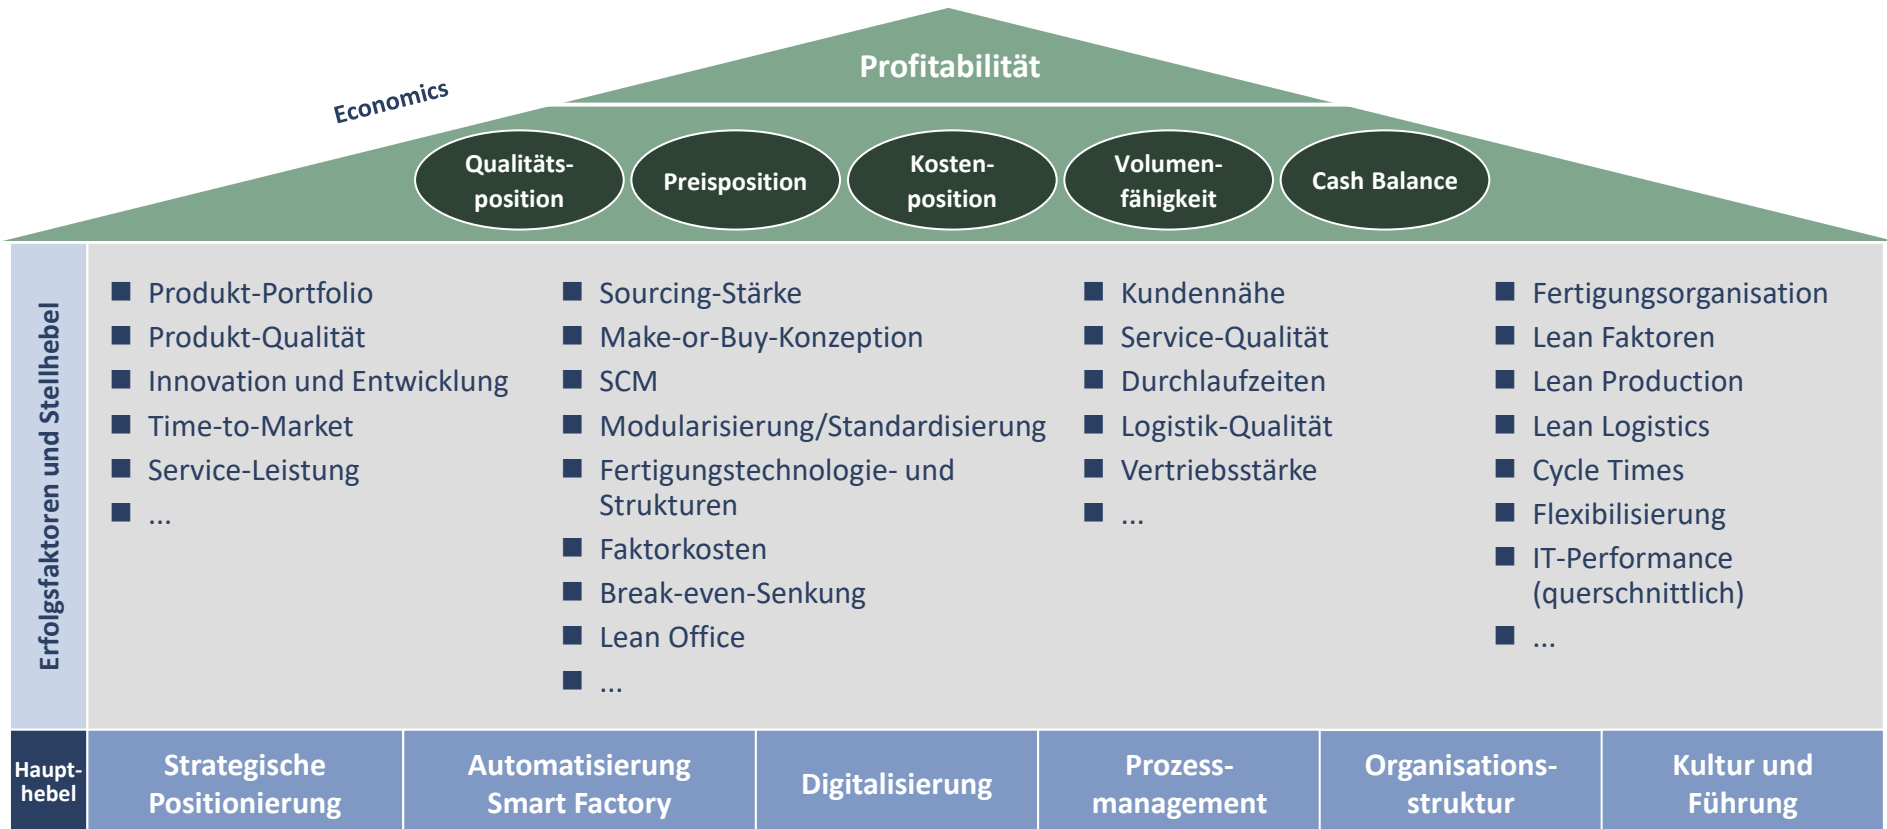 Profitabilität
Economics
Qualitäts-
position
Preisposition
Kosten-
position
Volumen-
fähigkeit
Cash Balance
Erfolgsfaktoren und Stellhebel
■ Produkt-Portfolio
■ Produkt-Qualität
■ Innovation und Entwicklung
■ Time-to-Market
■ Service-Leistung
■ ...
■ Sourcing-Stärke
■ Make-or-Buy-Konzeption
■ SCM
■ Modularisierung/Standardisierung
■ Fertigungstechnologie- und
Strukturen
■ Faktorkosten
■ Break-even-Senkung
■ Lean Office
■ ...
■ Kundennähe
■ Service-Qualität
■ Durchlaufzeiten
■ Logistik-Qualität
■ Vertriebsstärke
■ ...
■ Fertigungsorganisation
■ Lean Faktoren
■ Lean Production
■ Lean Logistics
■ Cycle Times
■ Flexibilisierung
■ IT-Performance
(querschnittlich)
■ ...
Haupt-
hebel
Strategische
Positionierung
Automatisierung
Smart Factory
Digitalisierung
Prozess-
management
Organisations-
struktur
Kultur und
Führung